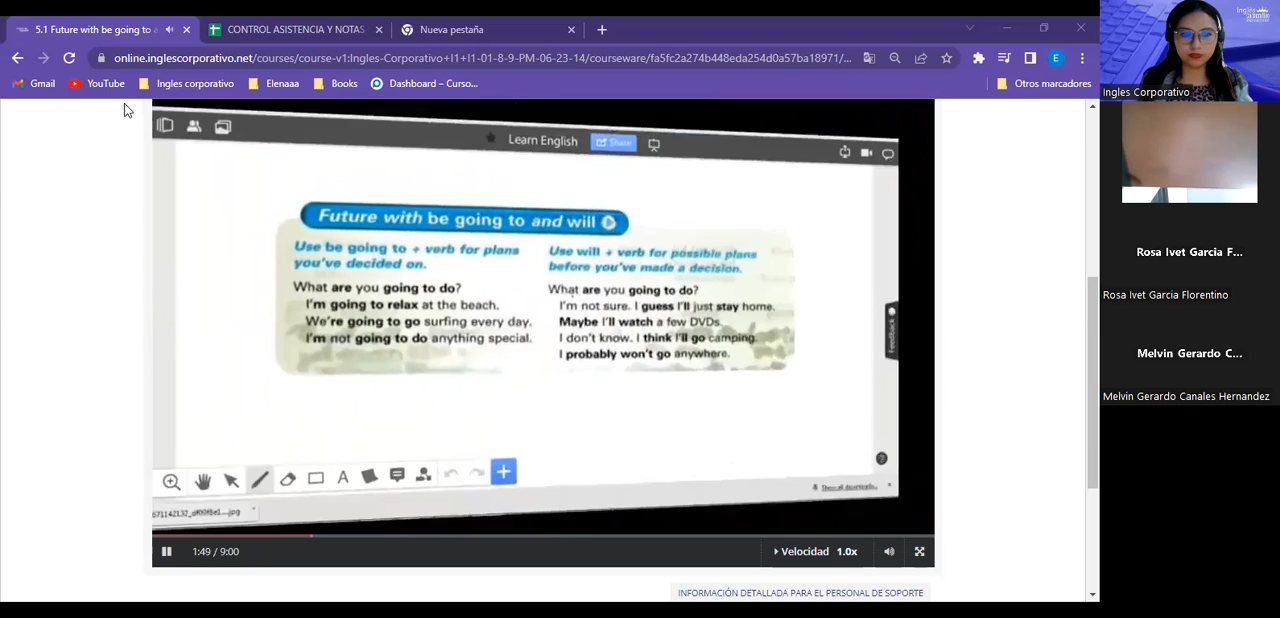 5.1 Future with be going to a
CONTROL ASISTENCIA Y NOTAS
Nueva pestaña
online.inglescorporativo.net/courses/course-v1:Ingles-Corporativo+I1+I1-01-8-9-PM-06-23-14/courseware/fa5fc2a274b448eda254d0a57ba18971/...
E
Gmail
YouTube
Ingles corporativo
Elenaaa
Books
Dashboard – Curso...
Otros marcadores
Ingles Corporativo
Learn English
Share
Future with be going to and will
Use be going to + verb for plans
you've decided on.
What are you going to do?
I'm going to relax at the beach.
We're going to go surfing every day.
I'm not going to do anything special.
Use will + verb for possible plans
before you've made a decision.
What are you going to do?
I'm not sure. I guess I'll just stay home.
Maybe I'll watch a few DVDs.
I don't know. I think I'll go camping.
I probably won't go anywhere.
Feedback
1:49 / 9:00
Velocidad 1.0x
INFORMACIÓN DETALLADA PARA EL PERSONAL DE SOPORTE
Rosa Ivet Garcia F...
Rosa Ivet Garcia Florentino
Melvin Gerardo C...
Melvin Gerardo Canales Hernandez